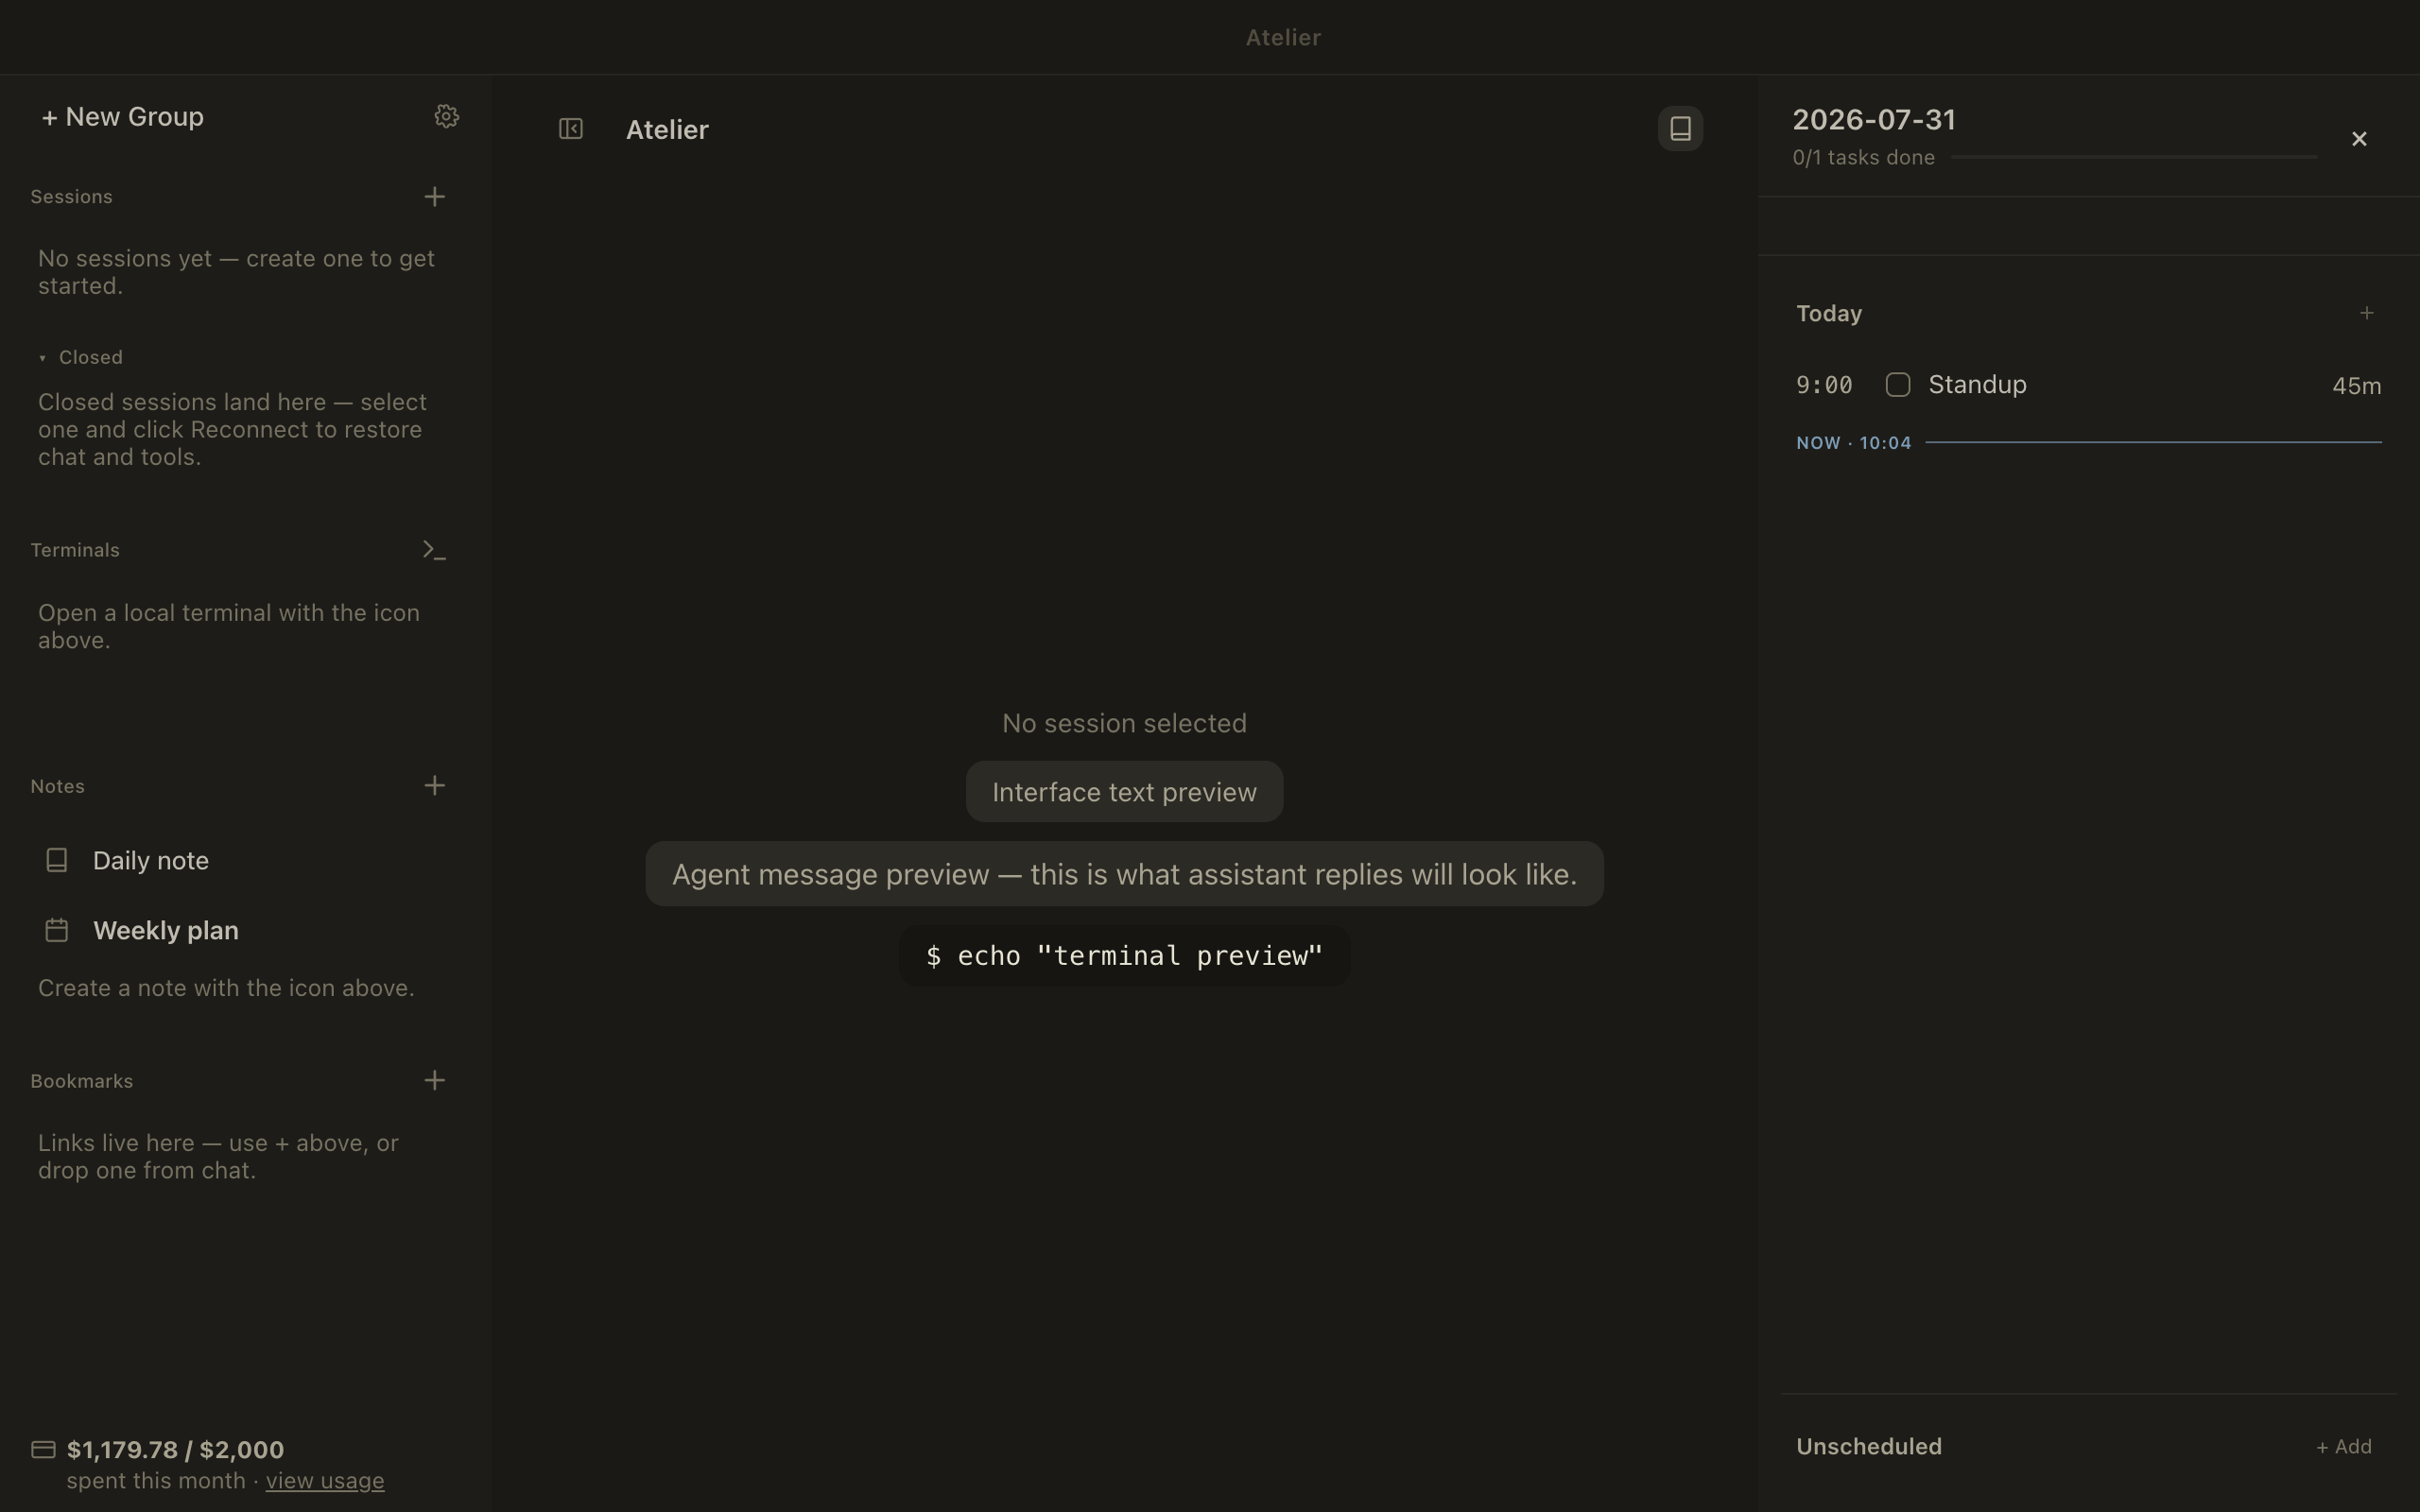 Atelier
+ New Group
Sessions
No sessions yet — create one to get
started.
▾ Closed
Closed sessions land here — select
one and click Reconnect to restore
chat and tools.
Terminals
Open a local terminal with the icon
above.
Notes
Daily note
Weekly plan
Create a note with the icon above.
Bookmarks
Links live here — use + above, or
drop one from chat.
$1,179.78 / $2,000
spent this month · view usage
Atelier
No session selected
Interface text preview
Agent message preview — this is what assistant replies will look like.
$ echo "terminal preview"
2026-07-31
0/1 tasks done
Today
9:00 Standup 45m
NOW · 10:04
Unscheduled
+ Add